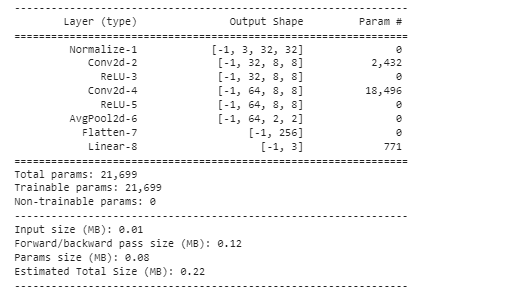 ----------------------------------------------------------------
Layer (type) Output Shape Param #
================================================================
Normalize-1 [-1, 3, 32, 32] 0
Conv2d-2 [-1, 32, 8, 8] 2,432
ReLU-3 [-1, 32, 8, 8] 0
Conv2d-4 [-1, 64, 8, 8] 18,496
ReLU-5 [-1, 64, 8, 8] 0
AvgPool2d-6 [-1, 64, 2, 2] 0
Flatten-7 [-1, 256] 0
Linear-8 [-1, 3] 771
================================================================
Total params: 21,699
Trainable params: 21,699
Non-trainable params: 0
----------------------------------------------------------------
Input size (MB): 0.01
Forward/backward pass size (MB): 0.12
Params size (MB): 0.08
Estimated Total Size (MB): 0.22
----------------------------------------------------------------